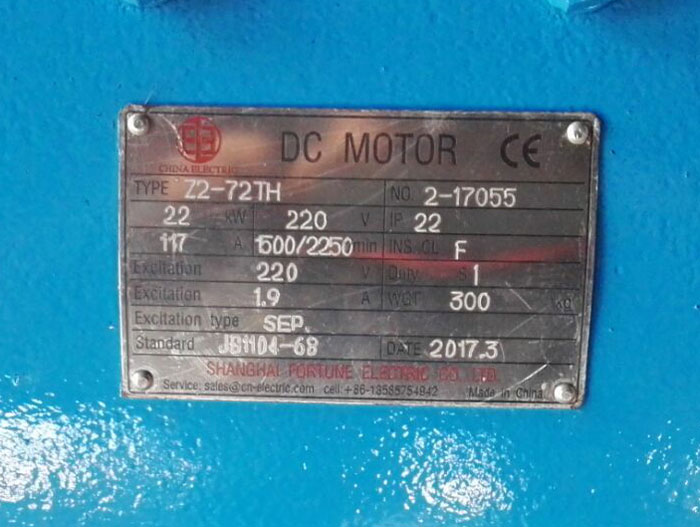 DC MOTOR CE
CHINA ELECTRIC
TYPE Z2-72TH NO. 2-17055
22 kW 220 V IP 22
117 A 1500/2250 r/min INS.CL F
Excitation 220 V Duty S1
Excitation 1.9 A WGT 300 kg
Excitation type SEP.
Standard JB1104-68 DATE 2017.3
SHANGHAI FORTUNE ELECTRIC CO. LTD.
Service: sales@cn-electric.com cell:+86-13585754942 Made in China